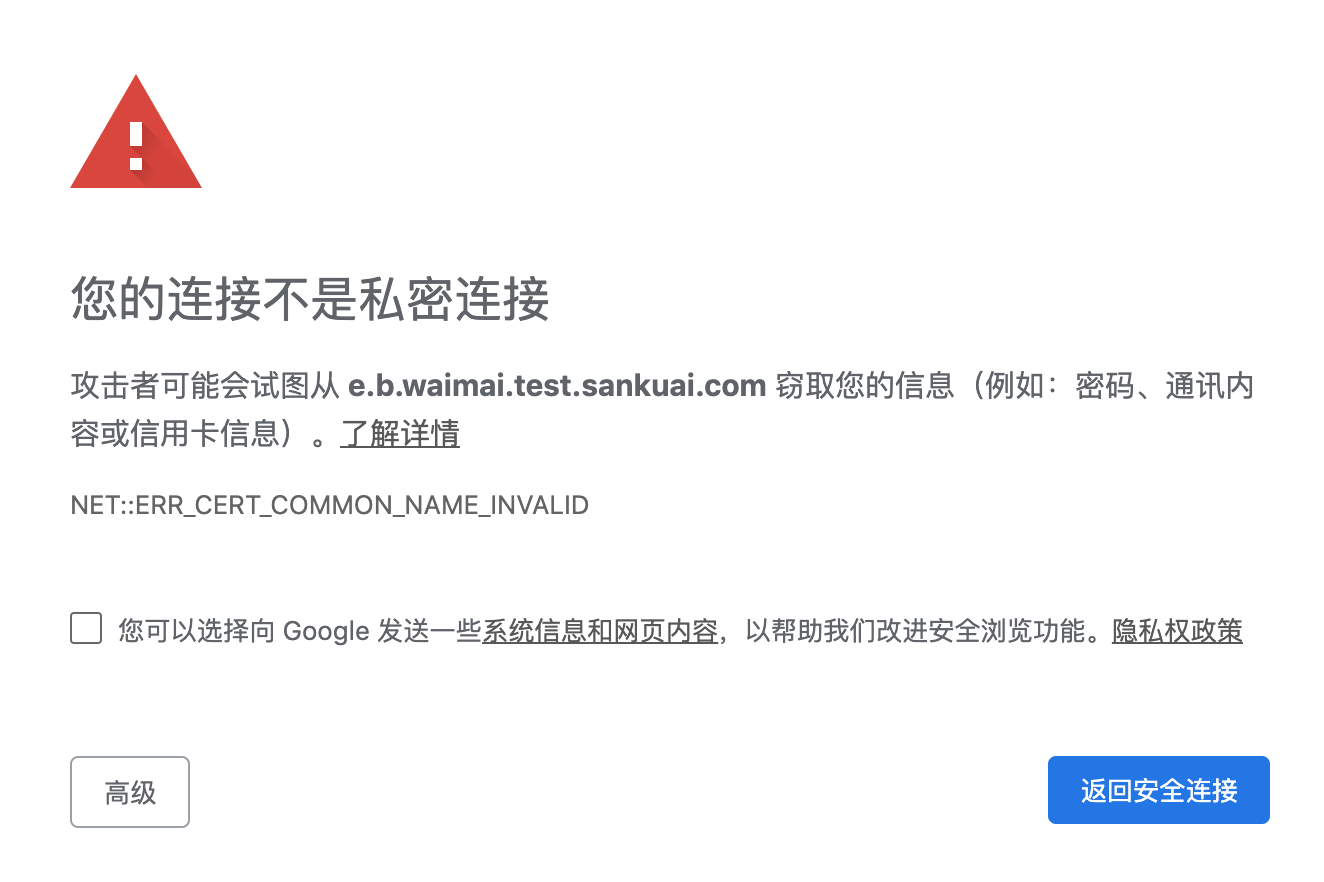 您的连接不是私密连接
攻击者可能会试图从 e.b.waimai.test.sankuai.com 窃取您的信息（例如：密码、通讯内
容或信用卡信息）。了解详情
NET::ERR_CERT_COMMON_NAME_INVALID
您可以选择向 Google 发送一些系统信息和网页内容，以帮助我们改进安全浏览功能。隐私权政策
高级
返回安全连接